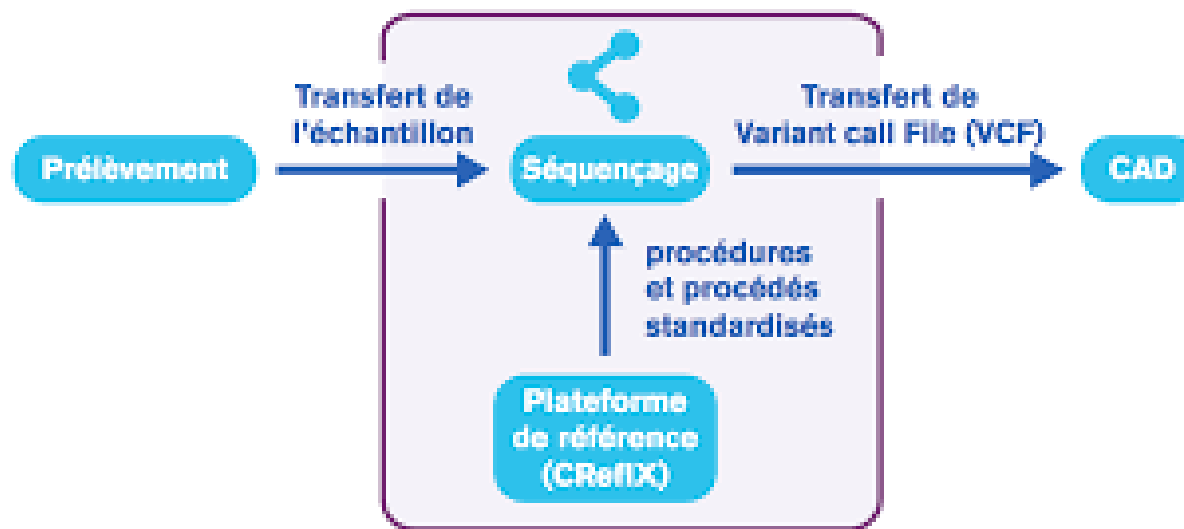 Transfert de
l'échantillon
Transfert de
Variant call File (VCF)
Prélèvement
Séquençage
CAD
procédures
et procédés
standardisés
Plateforme
de référence
(CRefIX)